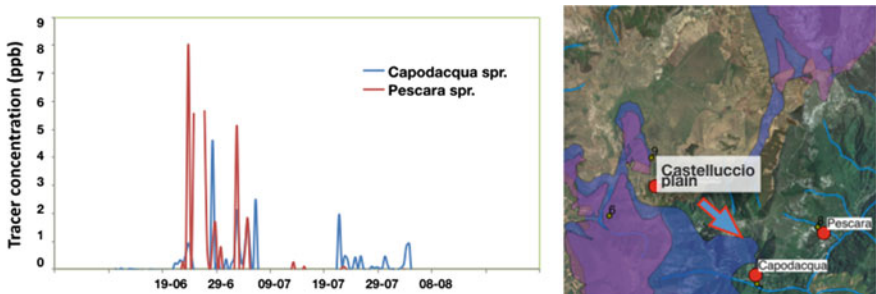 Tracer concentration (ppb)
9
8
7
6
5
4
3
2
1
0
Capodacqua spr.
Pescara spr.
19-06
29-6
09-07
19-07
29-07
08-08
Castelluccio
plain
Pescara
Capodacqua